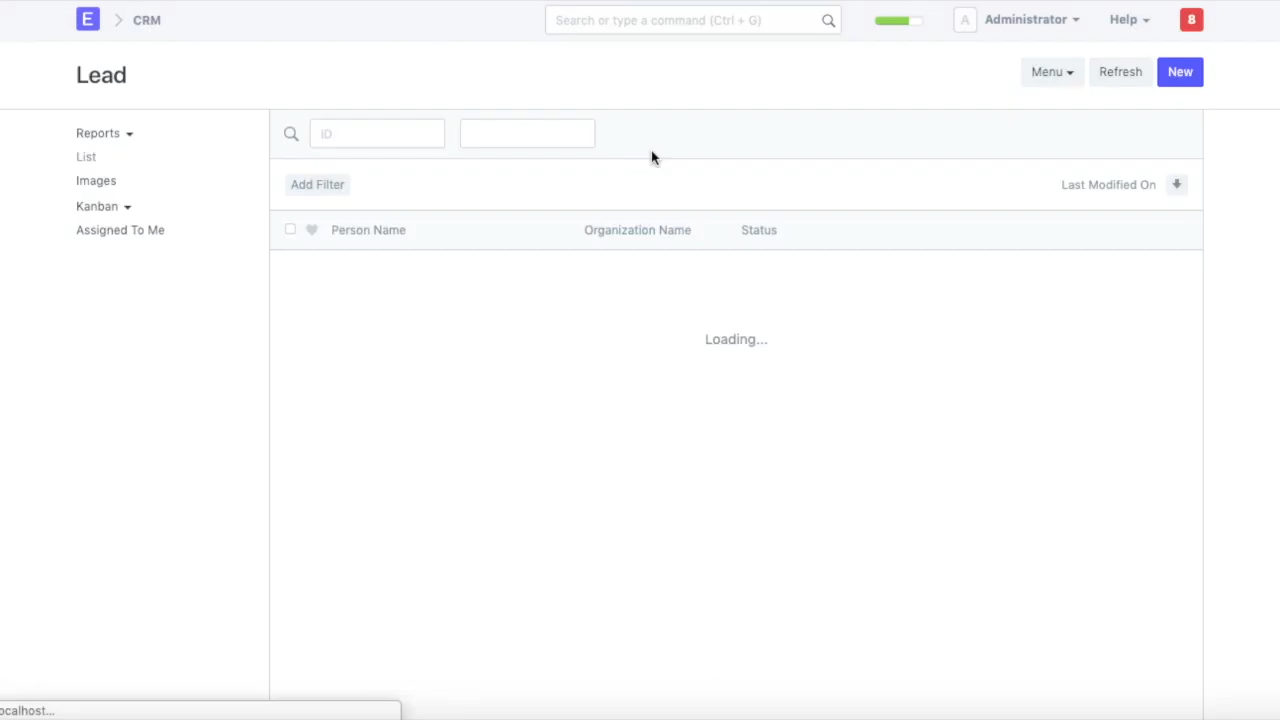 E CRM Search or type a command (Ctrl + G) A Administrator Help 8
Lead Menu Refresh New
Reports
List
Images
Kanban
Assigned To Me
ID
Add Filter Last Modified On
Person Name Organization Name Status
Loading...
ocalhost...